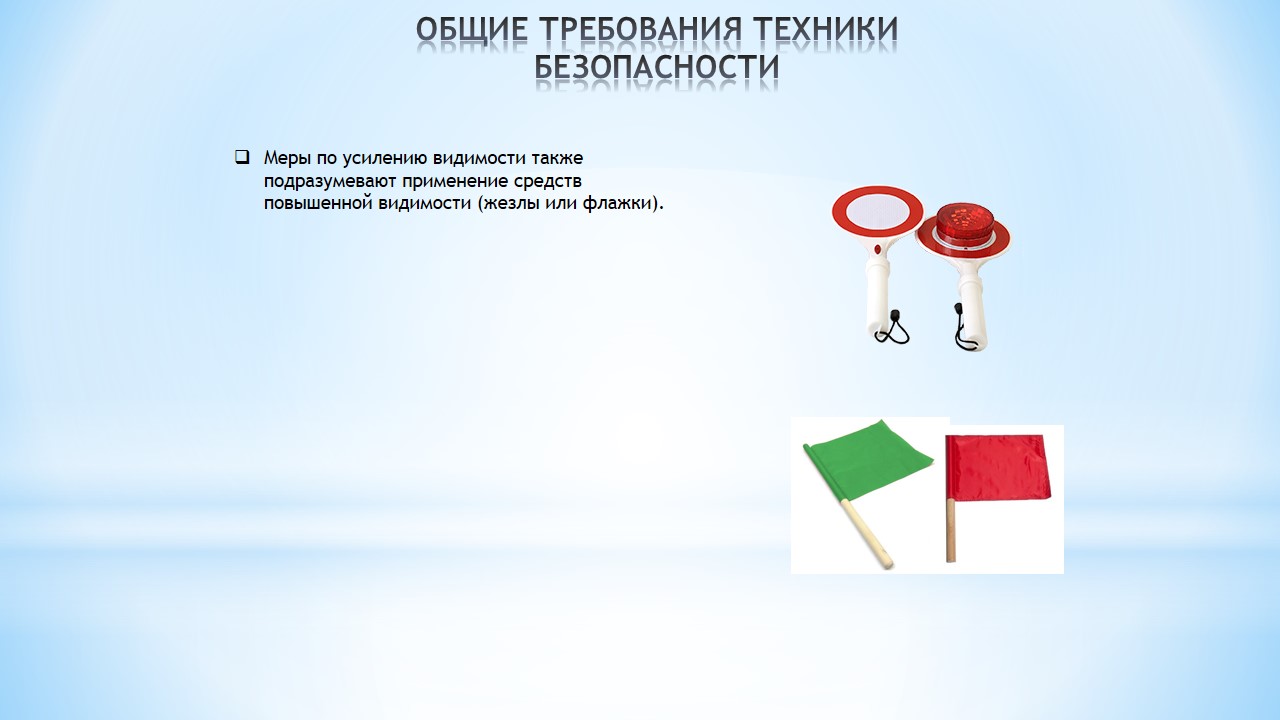 ОБЩИЕ ТРЕБОВАНИЯ ТЕХНИКИ
БЕЗОПАСНОСТИ
❑ Меры по усилению видимости также
подразумевают применение средств
повышенной видимости (жезлы или флажки).